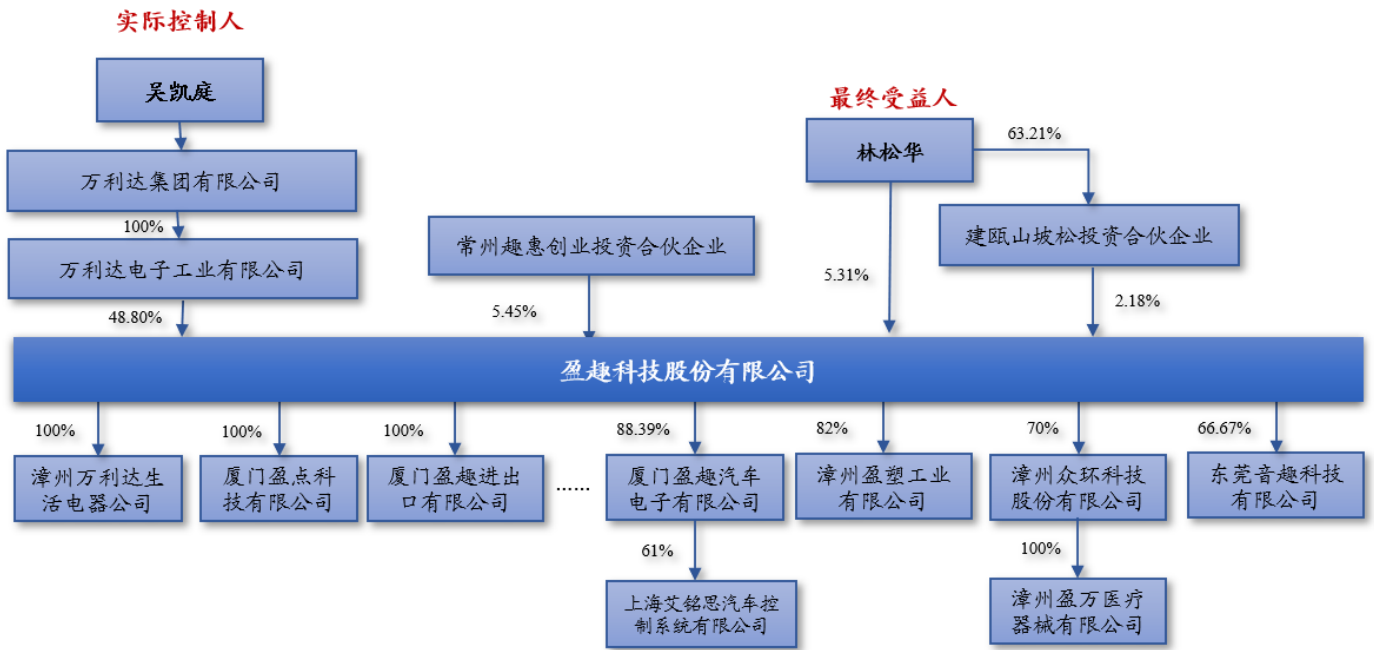 实际控制人
吴凯庭
最终受益人
63.21%
林松华
万利达集团有限公司
100%
常州趣惠创业投资合伙企业
建瓯山坡松投资合伙企业
万利达电子工业有限公司
5.31%
48.80%
5.45%
2.18%
盈趣科技股份有限公司
100%
100%
100%
88.39%
82%
70%
66.67%
漳州万利达生
活电器公司
厦门盈点科
技有限公司
厦门盈趣进出
口有限公司
......
厦门盈趣汽车
电子有限公司
漳州盈塑工业
有限公司
漳州众环科技
股份有限公司
东莞音趣科技
有限公司
61%
100%
上海艾铭思汽车控
制系统有限公司
漳州盈万医疗
器械有限公司